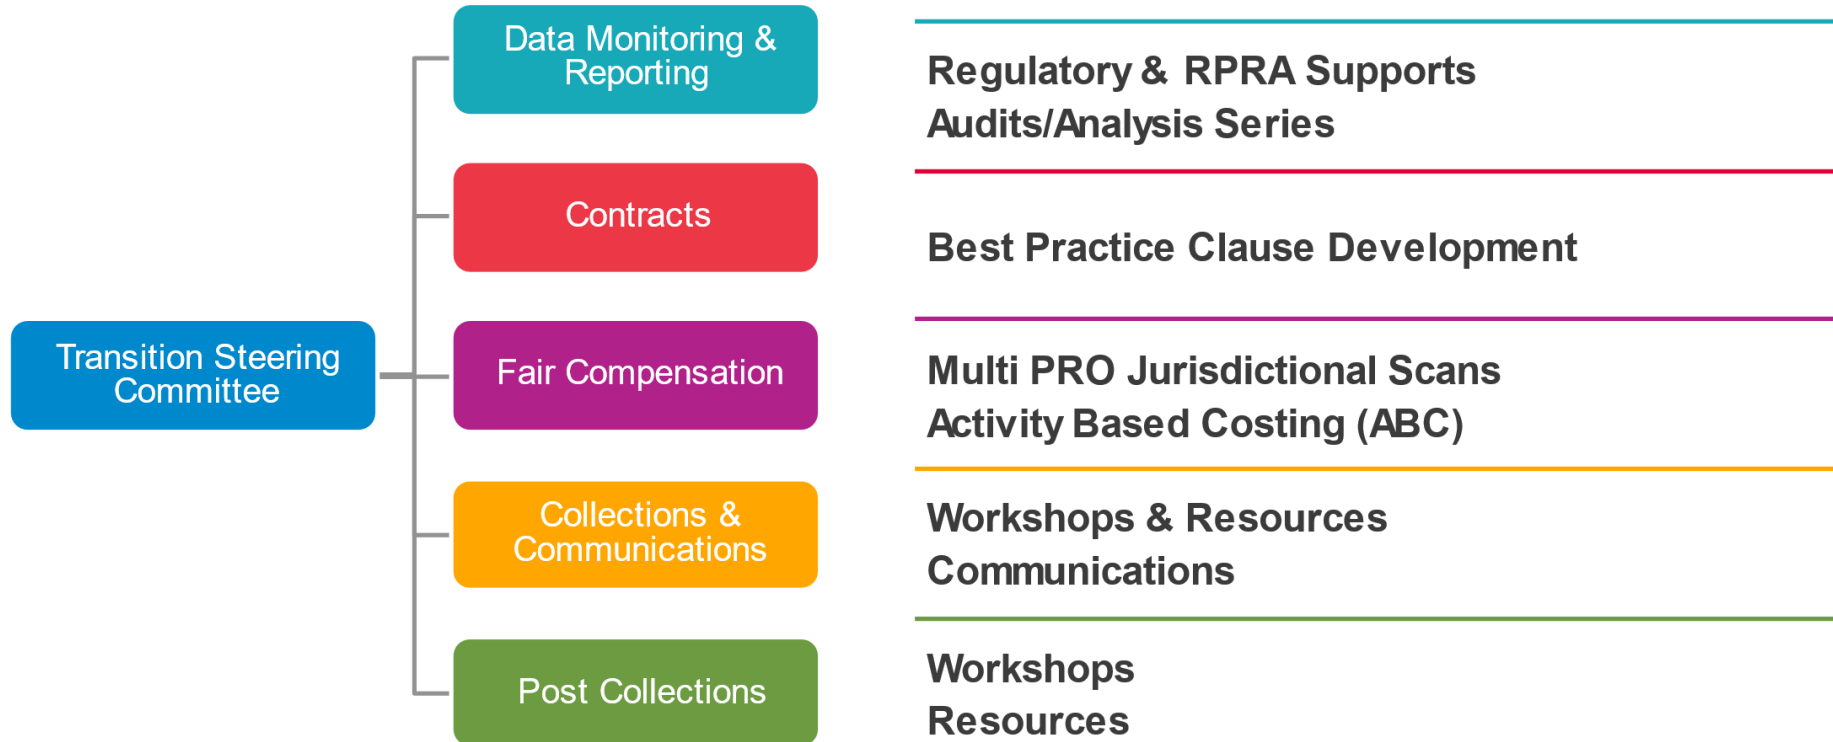 Transition Steering
Committee
Data Monitoring &
Reporting
Regulatory & RPRA Supports
Audits/Analysis Series
Contracts
Best Practice Clause Development
Fair Compensation
Multi PRO Jurisdictional Scans
Activity Based Costing (ABC)
Collections &
Communications
Workshops & Resources
Communications
Post Collections
Workshops
Resources